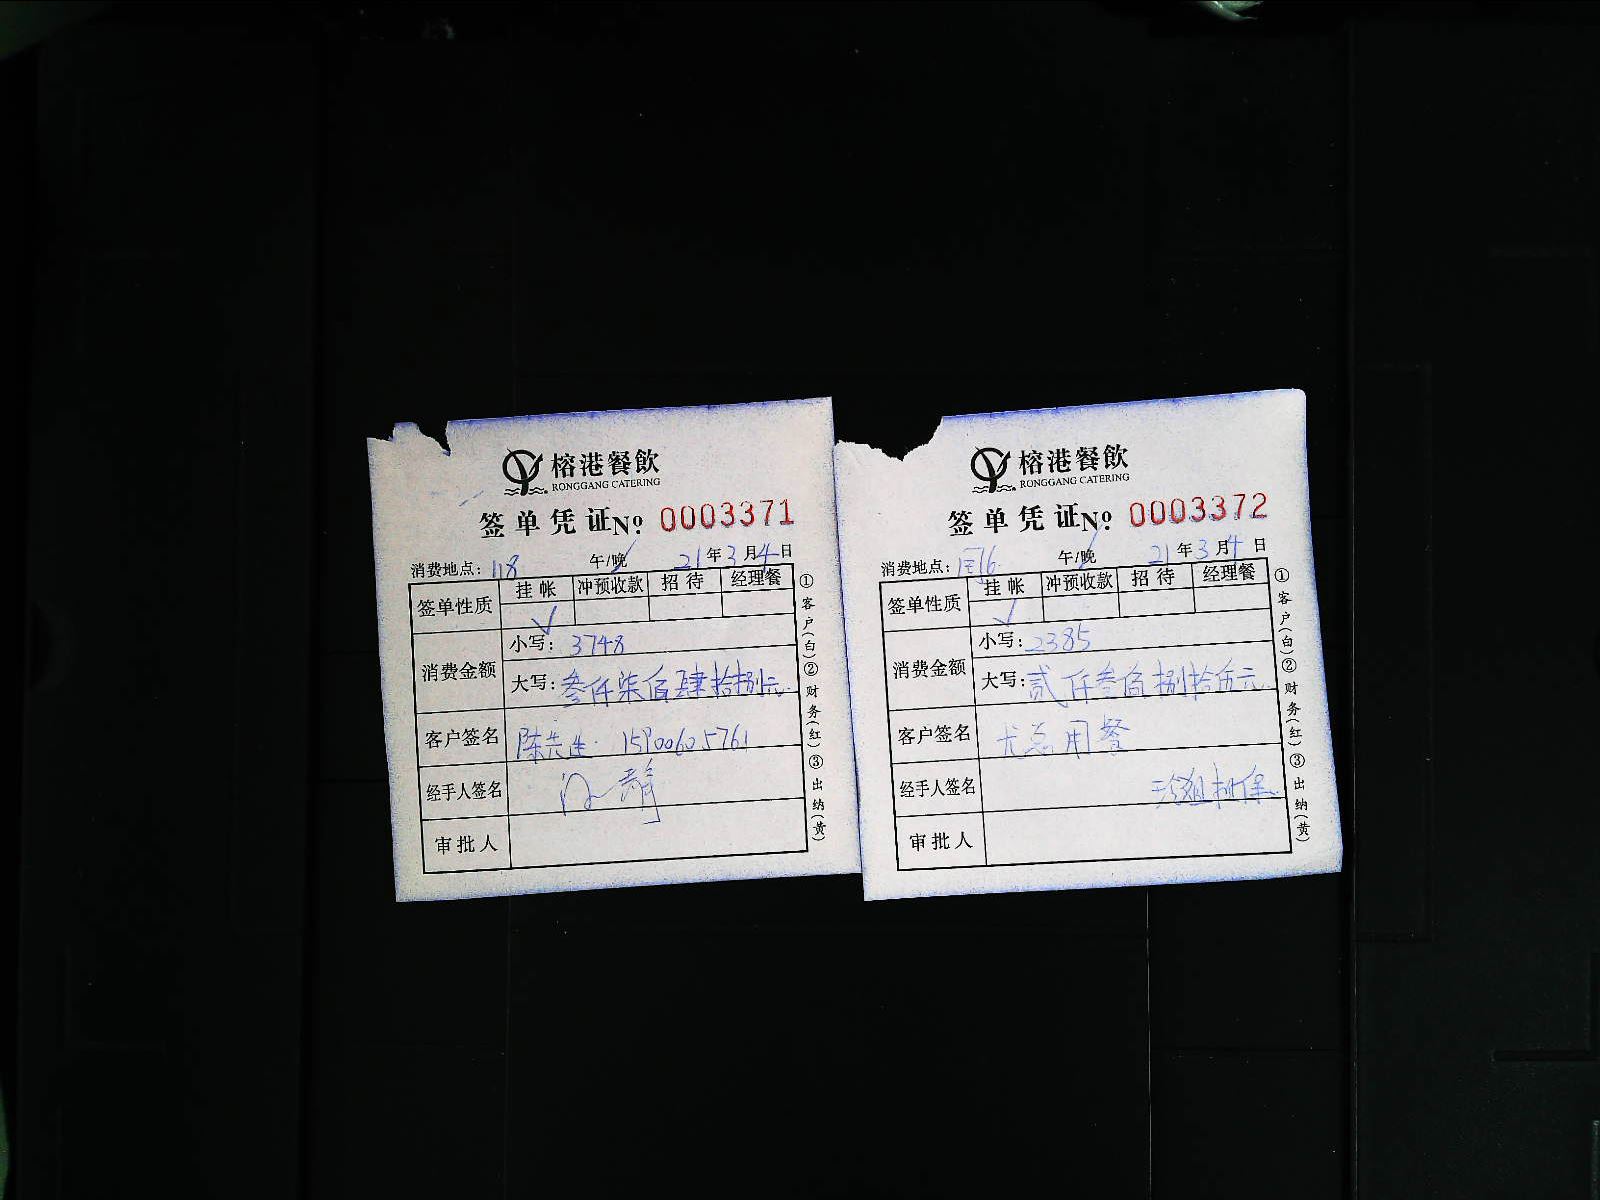 榕港餐飲
RONGGANG CATERING
签单凭证No 0003371
消费地点: 118 午/晚 21年3月4日
签单性质 挂帐 冲预收款 招待 经理餐
√
消费金额 小写: 3748
大写: 叁仟柒佰肆拾捌元
客户签名 陈先生 15900605761
经手人签名
审批人
①客户(白)②财务(红)③出纳(黄)
榕港餐飲
RONGGANG CATERING
签单凭证No 0003372
消费地点: 午/晚 21年3月4日
签单性质 挂帐 冲预收款 招待 经理餐
√
消费金额 小写: 2385
大写: 贰仟叁佰捌拾伍元
客户签名 尤总用餐
经手人签名 担保
审批人
①客户(白)②财务(红)③出纳(黄)